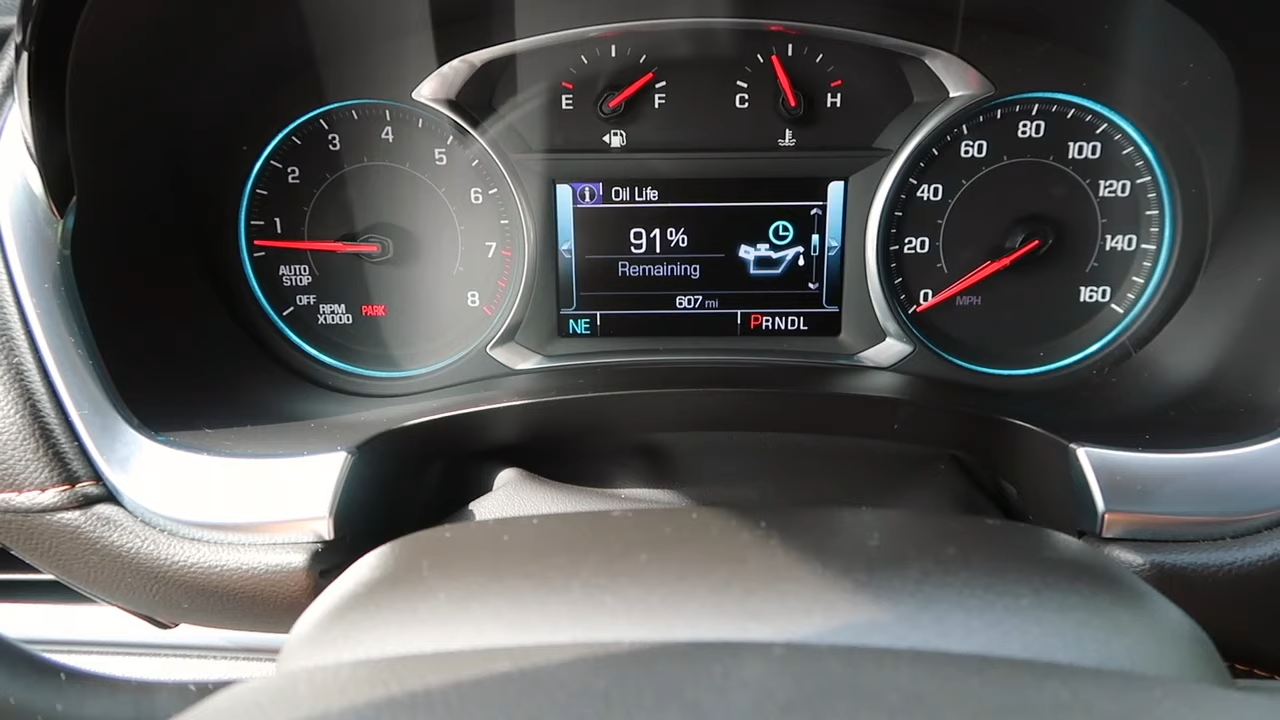 E F
C H
1 2 3 4 5 6 7 8
AUTO
STOP
OFF
RPM
X1000
PARK
i Oil Life
91%
Remaining
607 mi
NE
PRNDL
0 20 40 60 80 100 120 140 160
MPH